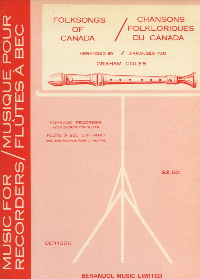 FOLKSONGS
OF
CANADA
CHANSONS
FOLKLORIQUES
DU CANADA
ARRANGED BY / ARRANGÉES PAR
GRAHAM COLES
MUSIC FOR / MUSIQUE POUR
RECORDERS / FLÛTES À BEC
SOPRANO RECORDER
FLÛTE À BEC SOPRANO
$2.50
BER1330
BERANDOL MUSIC LIMITED